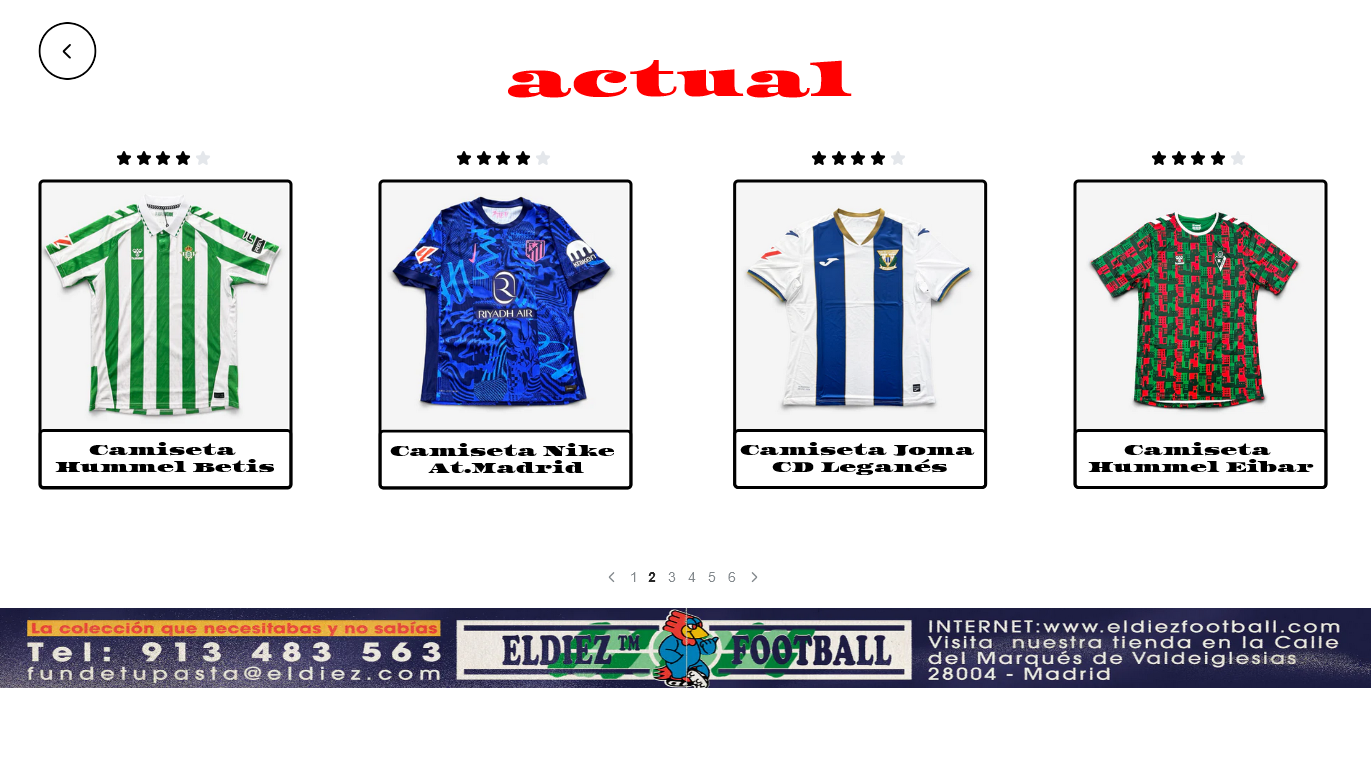 actual
RIYADH AIR
Camiseta
Hummel Betis
Camiseta Nike
At.Madrid
Camiseta Joma
CD Leganés
Camiseta
Hummel Eibar
1 2 3 4 5 6
La colección que necesitabas y no sabías
Tel: 913 483 563
fundetupasta@eldiez.com
ELDIEZ™ FOOTBALL
INTERNET:www.eldiezfootball.com
Visita nuestra tienda en la Calle
del Marqués de Valdeiglesias
28004 - Madrid